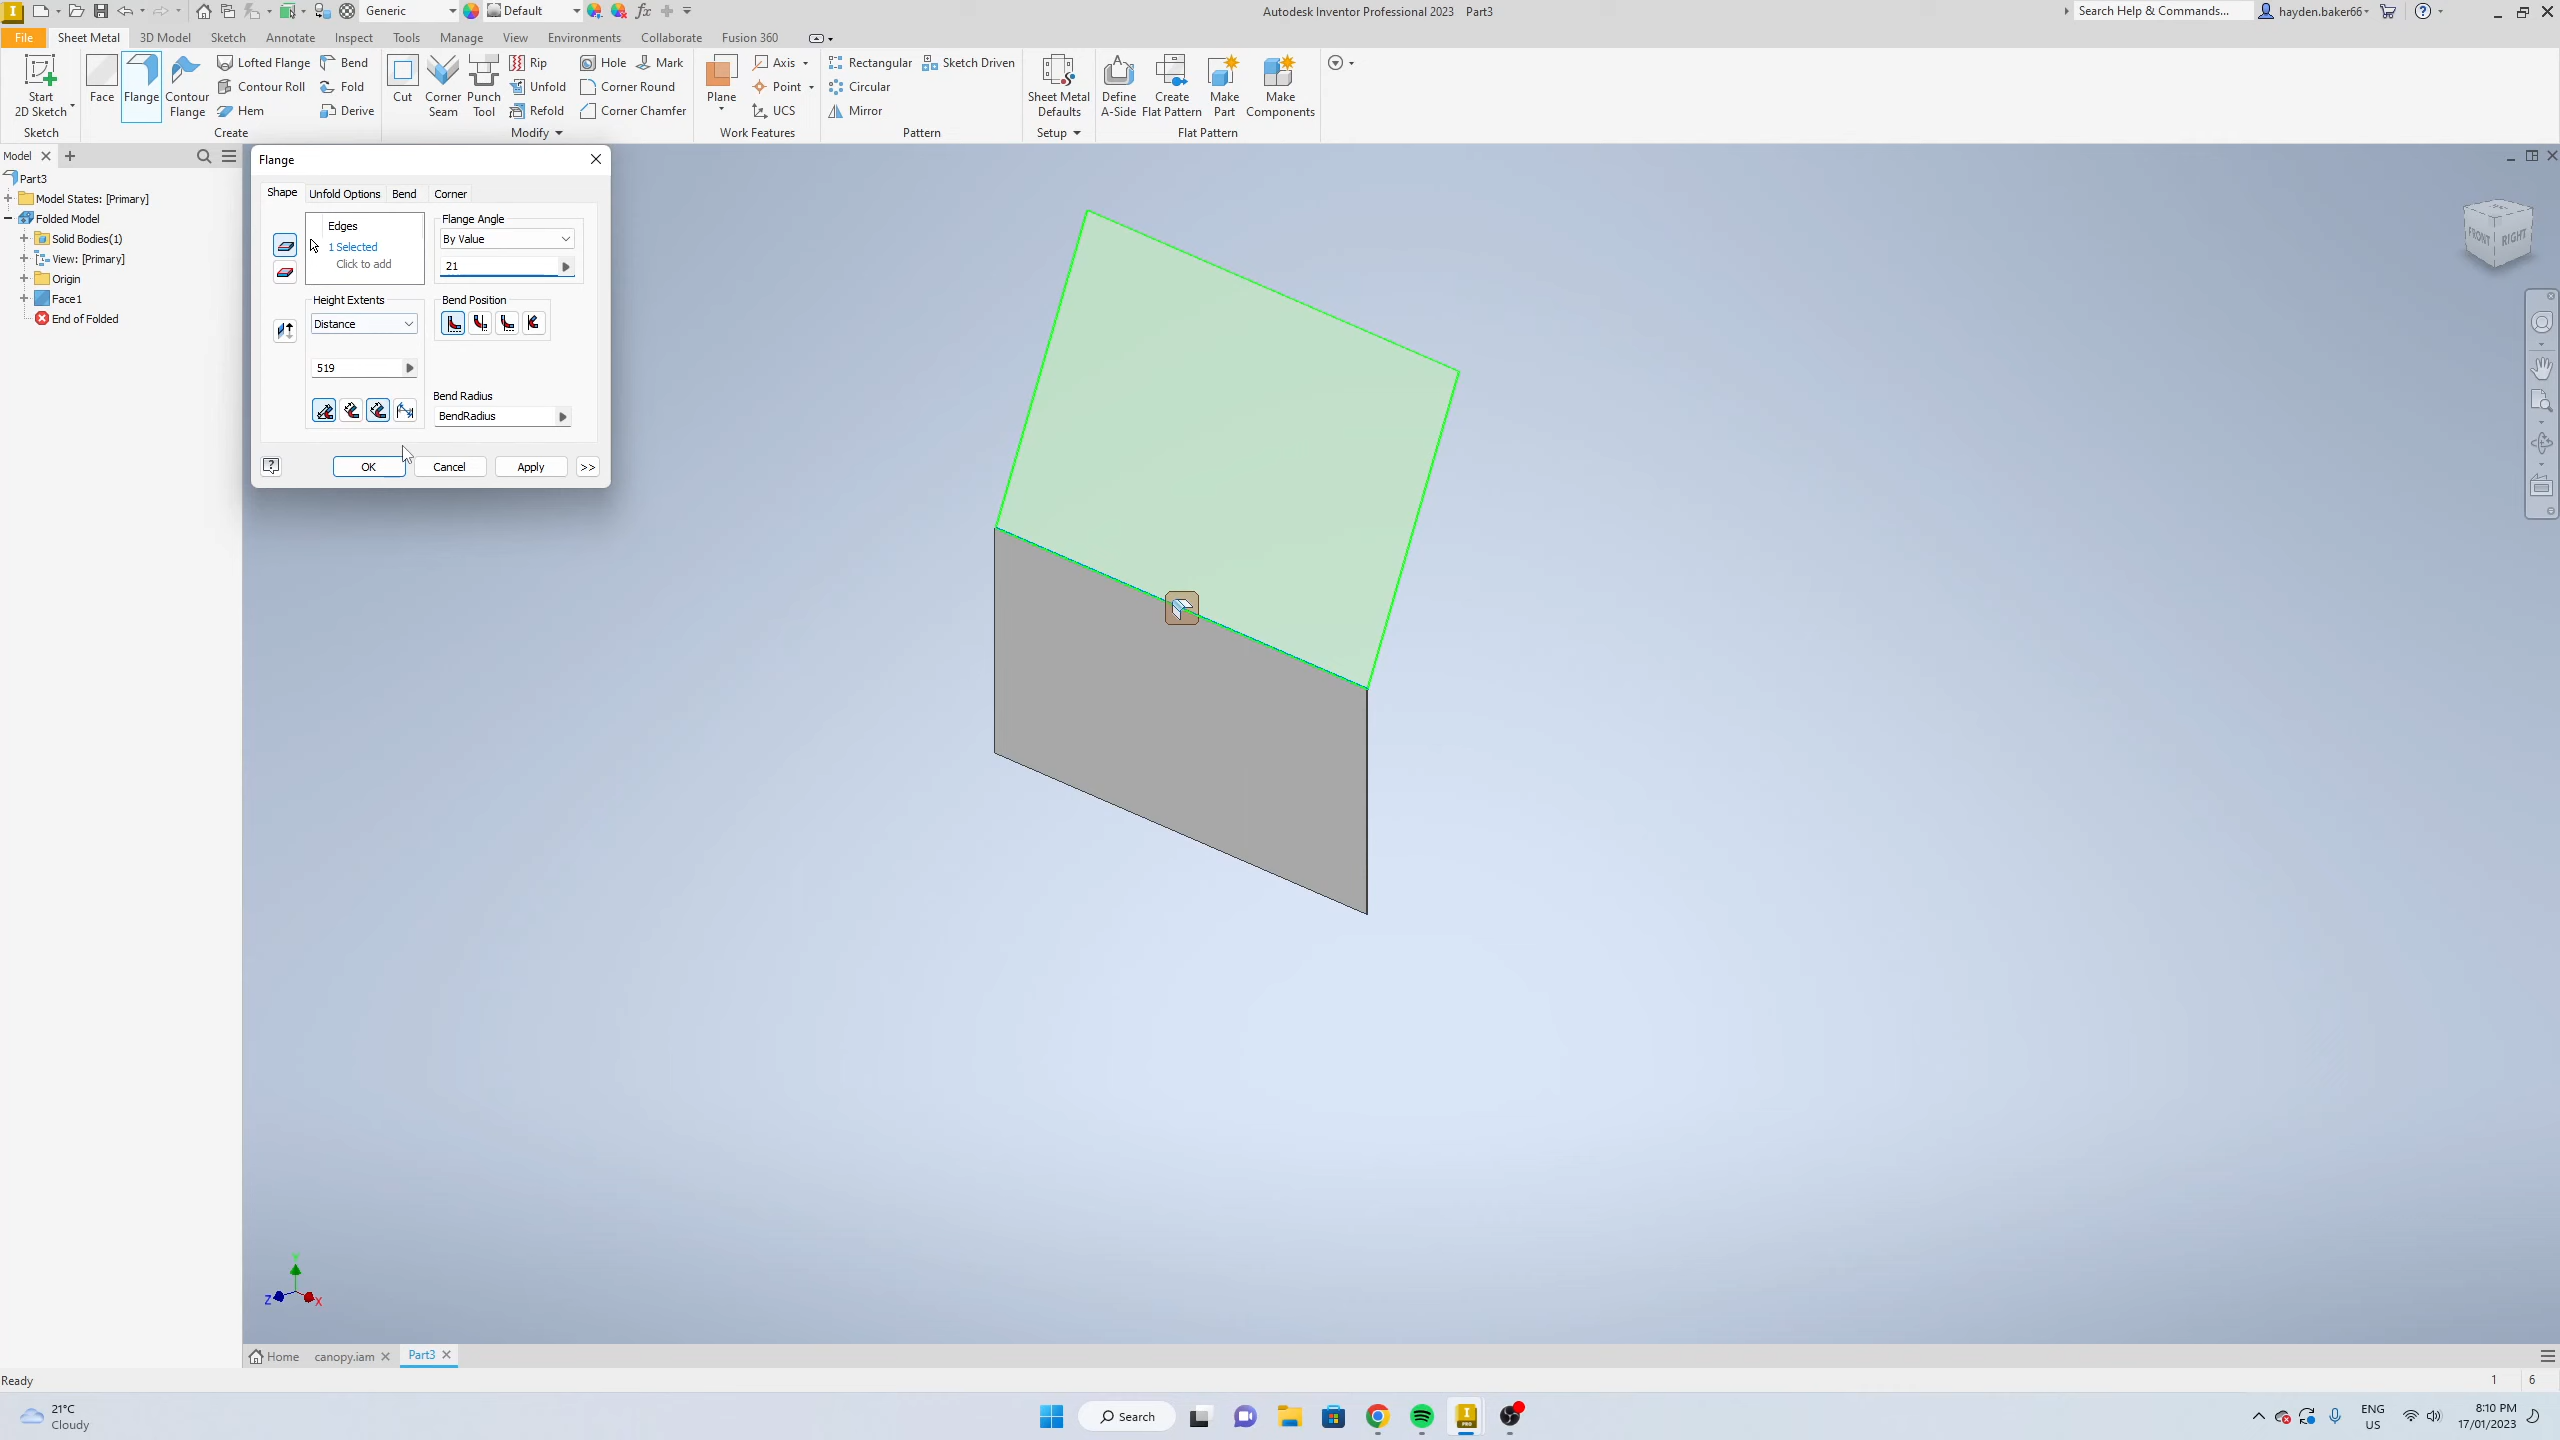 Generic
Default
Autodesk Inventor Professional 2023 Part3
Search Help & Commands...
hayden.baker66
File
Sheet Metal
3D Model
Sketch
Annotate
Inspect
Tools
Manage
View
Environments
Collaborate
Fusion 360
Start
2D Sketch
Face
Flange
Contour
Flange
Lofted Flange
Contour Roll
Hem
Bend
Fold
Derive
Cut
Corner
Seam
Punch
Tool
Rip
Unfold
Refold
Hole
Mark
Corner Round
Corner Chamfer
Plane
Axis
Point
UCS
Rectangular
Sketch Driven
Circular
Mirror
Sheet Metal
Defaults
Define
A-Side
Create
Flat Pattern
Make
Part
Make
Components
Sketch
Create
Modify
Work Features
Pattern
Setup
Flat Pattern
Model
Part3
Model States: [Primary]
Folded Model
Solid Bodies(1)
View: [Primary]
Origin
Face1
End of Folded
Flange
Shape
Unfold Options
Bend
Corner
Edges
1 Selected
Click to add
Flange Angle
By Value
21
Height Extents
Distance
519
Bend Position
Bend Radius
BendRadius
OK
Cancel
Apply
>>
FRONT
RIGHT
Y
Z
X
Home
canopy.iam
Part3
Ready
1
6
21°C
Cloudy
Search
ENG
US
8:10 PM
17/01/2023